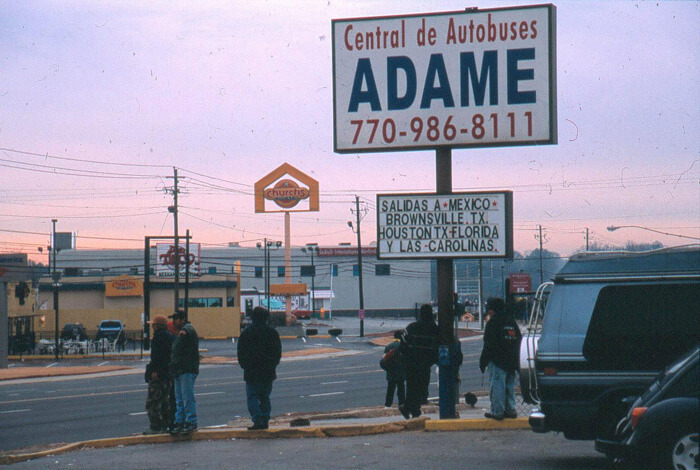 Central de Autobuses
ADAME
770-986-8111
SALIDAS A ★ MEXICO ★
BROWNSVILLE, TX.
HOUSTON TX-FLORIDA
Y LAS-CAROLINAS.
Church's